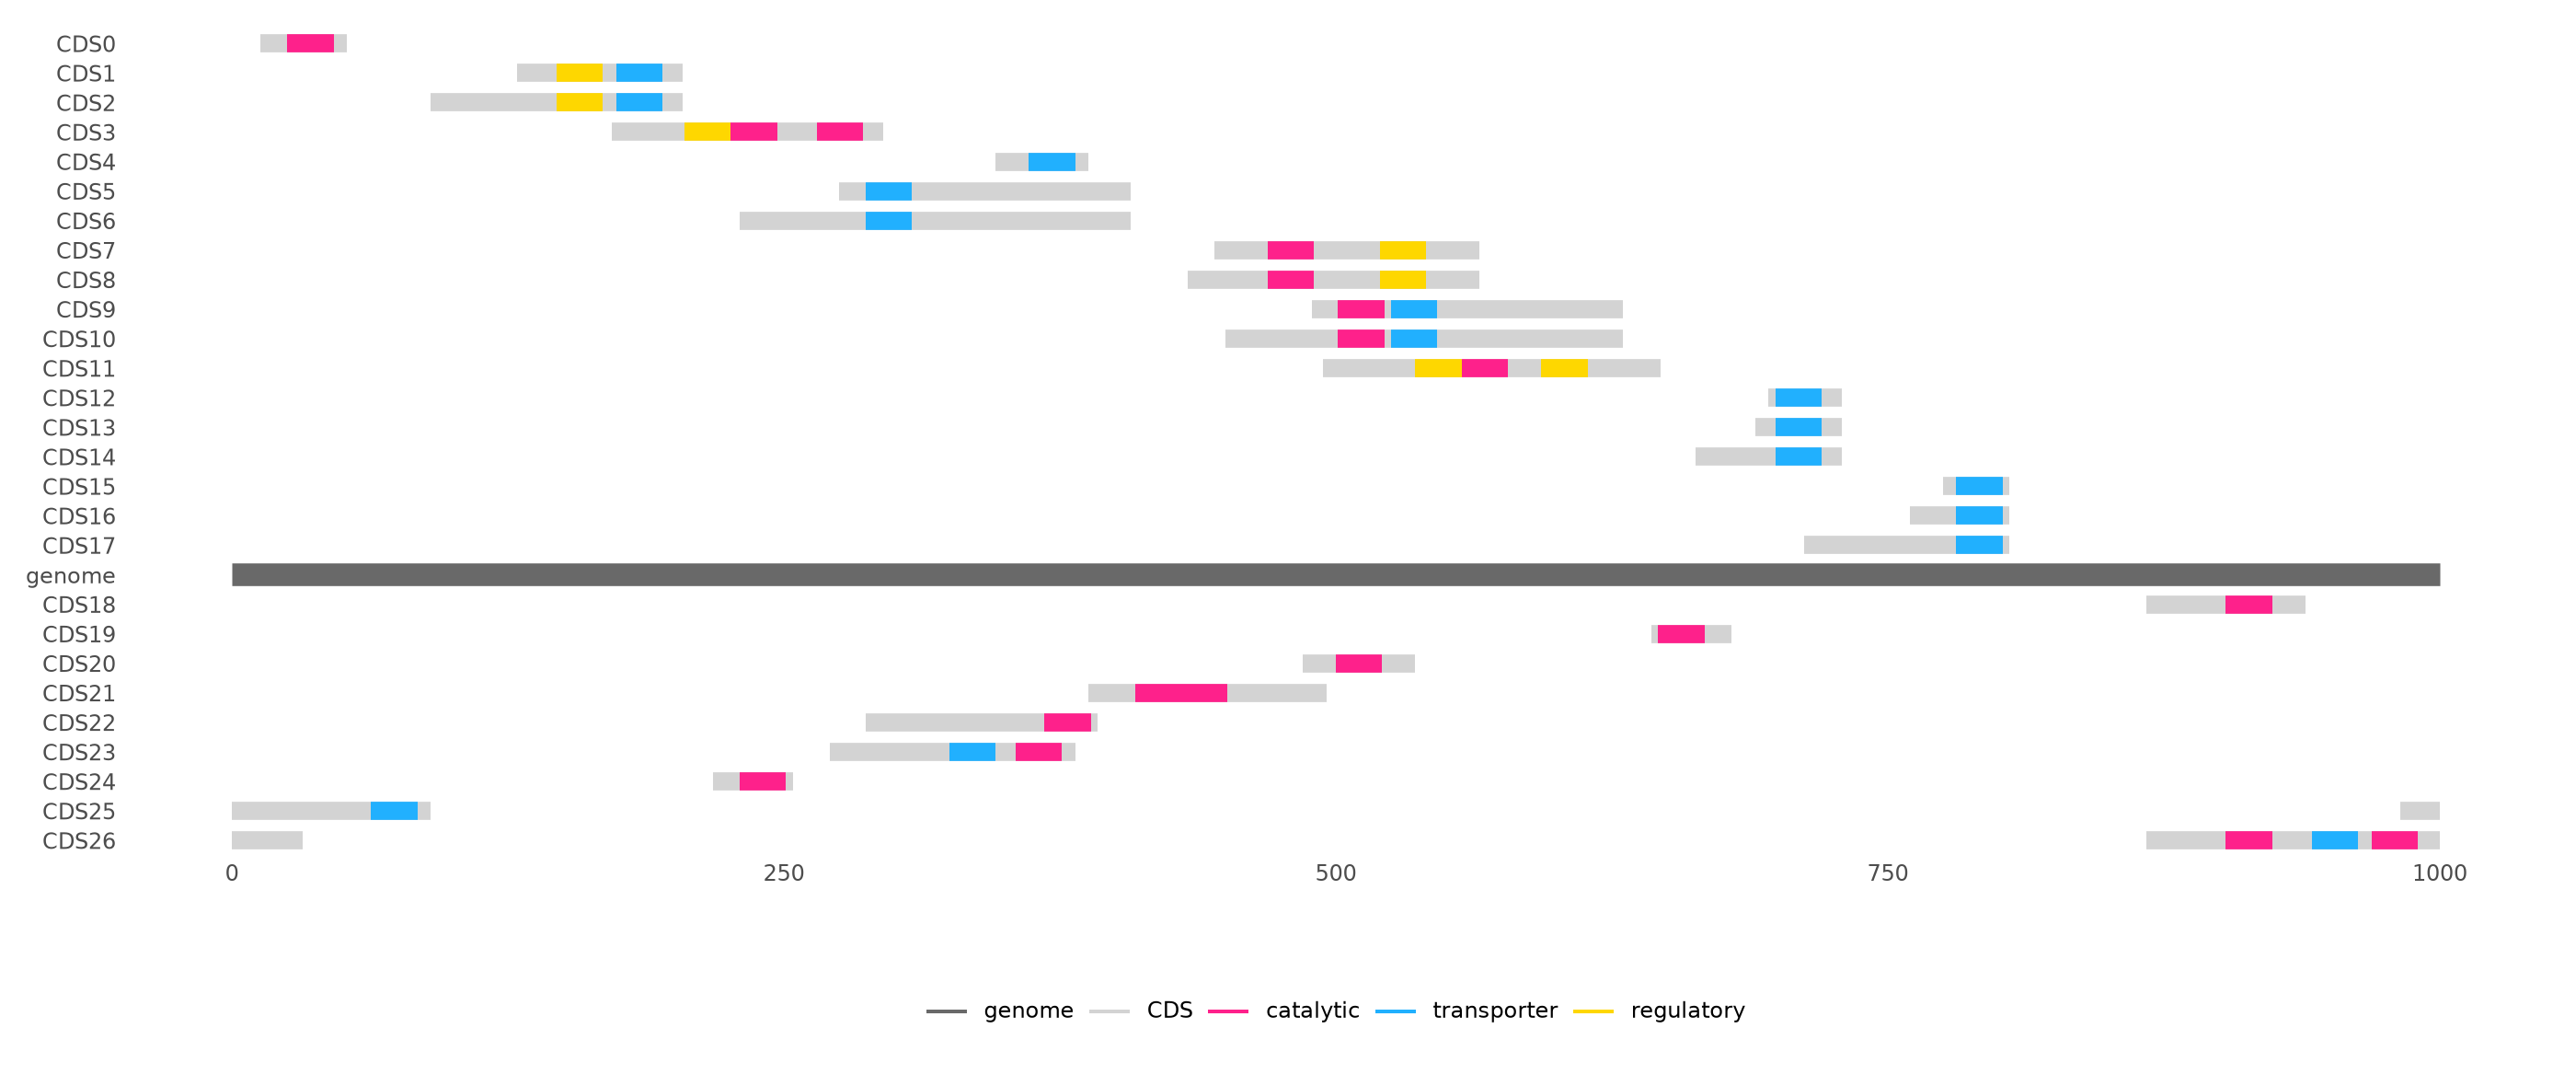 CDS0
CDS1
CDS2
CDS3
CDS4
CDS5
CDS6
CDS7
CDS8
CDS9
CDS10
CDS11
CDS12
CDS13
CDS14
CDS15
CDS16
CDS17
genome
CDS18
CDS19
CDS20
CDS21
CDS22
CDS23
CDS24
CDS25
CDS26
0 250 500 750 1000
genome CDS catalytic transporter regulatory